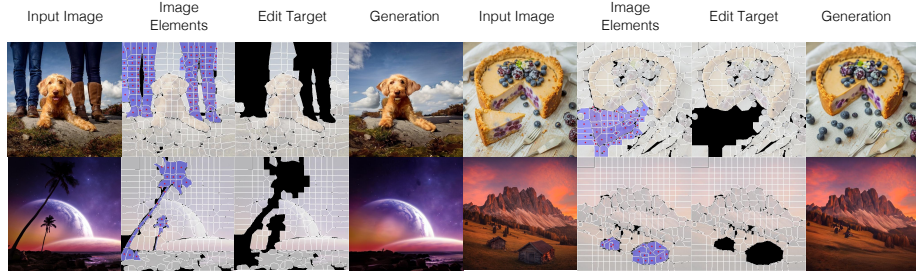 Input Image
Image
Elements
Edit Target
Generation
Input Image
Image
Elements
Edit Target
Generation